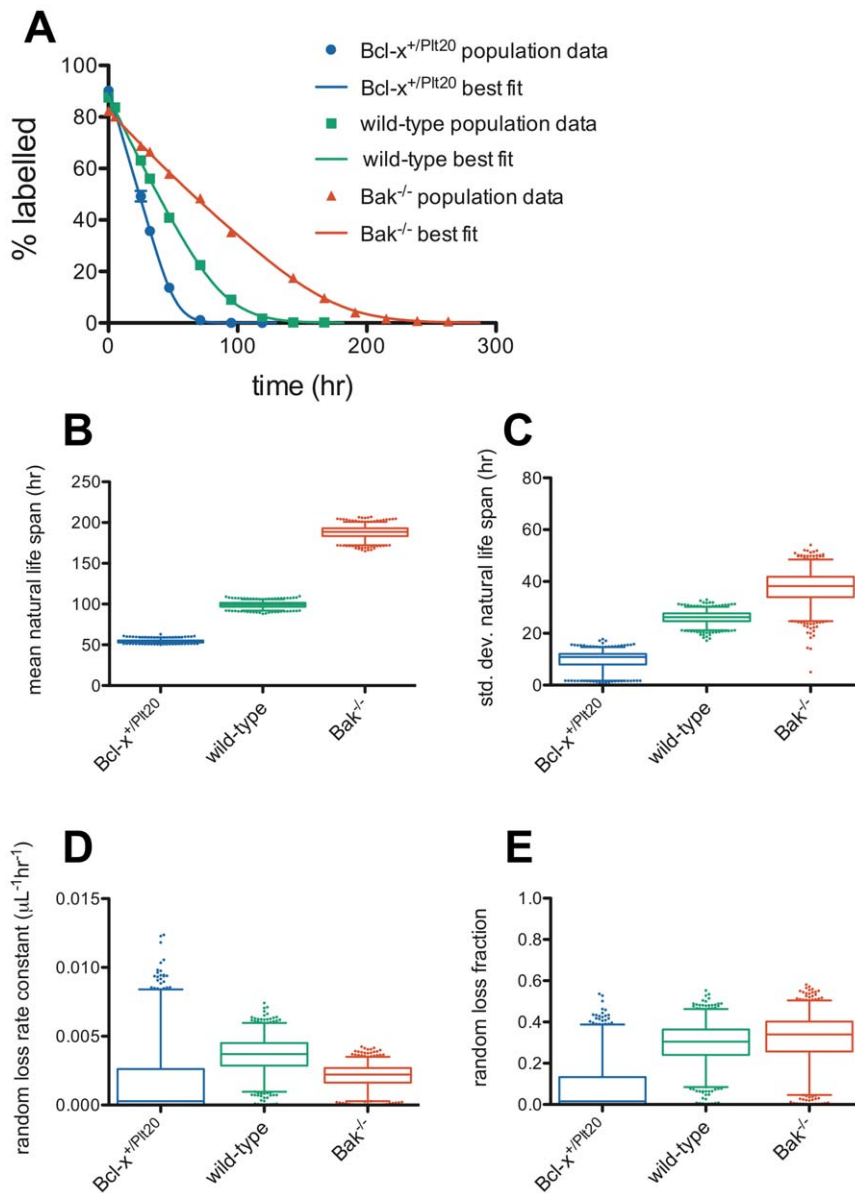 A
Bcl-x+/Plt20 population data
Bcl-x+/Plt20 best fit
wild-type population data
wild-type best fit
Bak-/- population data
Bak-/- best fit
% labelled
100
80
60
40
20
0
0 100 200 300
time (hr)
B
mean natural life span (hr)
250
200
150
100
50
0
Bcl-x+/Plt20 wild-type Bak-/-
C
std. dev. natural life span (hr)
80
60
40
20
0
Bcl-x+/Plt20 wild-type Bak-/-
D
random loss rate constant (μL-1hr-1)
0.015
0.010
0.005
0.000
Bcl-x+/Plt20 wild-type Bak-/-
E
random loss fraction
1.0
0.8
0.6
0.4
0.2
0.0
Bcl-x+/Plt20 wild-type Bak-/-